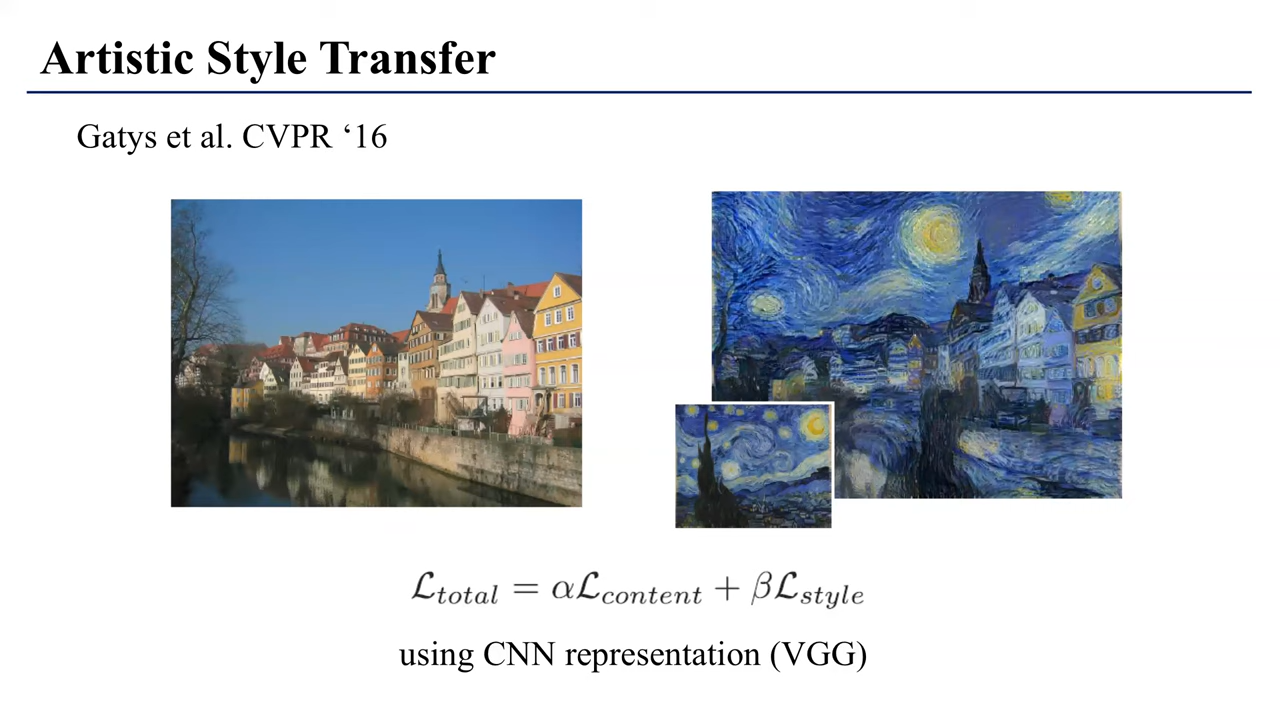 Artistic Style Transfer
Gatys et al. CVPR ‘16
ℒ_total = αℒ_content + βℒ_style
using CNN representation (VGG)